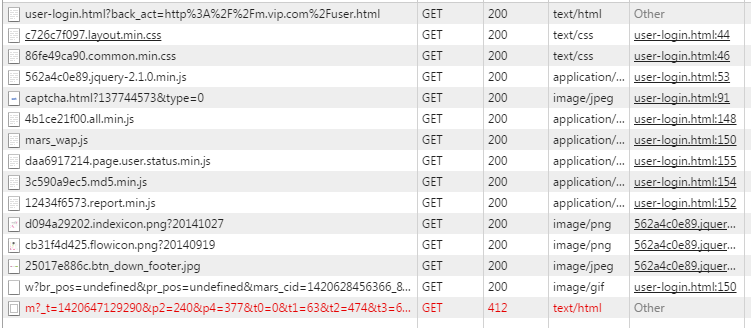 user-login.html?back_act=http%3A%2F%2Fm.vip.com%2Fuser.html GET 200 text/html Other
c726c7f097.layout.min.css GET 200 text/css user-login.html:44
86fe49ca90.common.min.css GET 200 text/css user-login.html:46
562a4c0e89.jquery-2.1.0.min.js GET 200 application/... user-login.html:53
captcha.html?137744573&type=0 GET 200 image/jpeg user-login.html:91
4b1ce21f00.all.min.js GET 200 application/... user-login.html:148
mars_wap.js GET 200 application/... user-login.html:150
daa6917214.page.user.status.min.js GET 200 application/... user-login.html:155
3c590a9ec5.md5.min.js GET 200 application/... user-login.html:154
12434f6573.report.min.js GET 200 application/... user-login.html:152
d094a29202.indexicon.png?20141027 GET 200 image/png 562a4c0e89.jquer...
cb31f4d425.flowicon.png?20140919 GET 200 image/png 562a4c0e89.jquer...
25017e886c.btn_down_footer.jpg GET 200 image/jpeg 562a4c0e89.jquer...
w?br_pos=undefined&pr_pos=undefined&mars_cid=1420628456366_8... GET 200 image/gif user-login.html:150
m?_t=1420647129290&p2=240&p4=377&t0=0&t1=63&t2=474&t3=6... GET 412 text/html Other